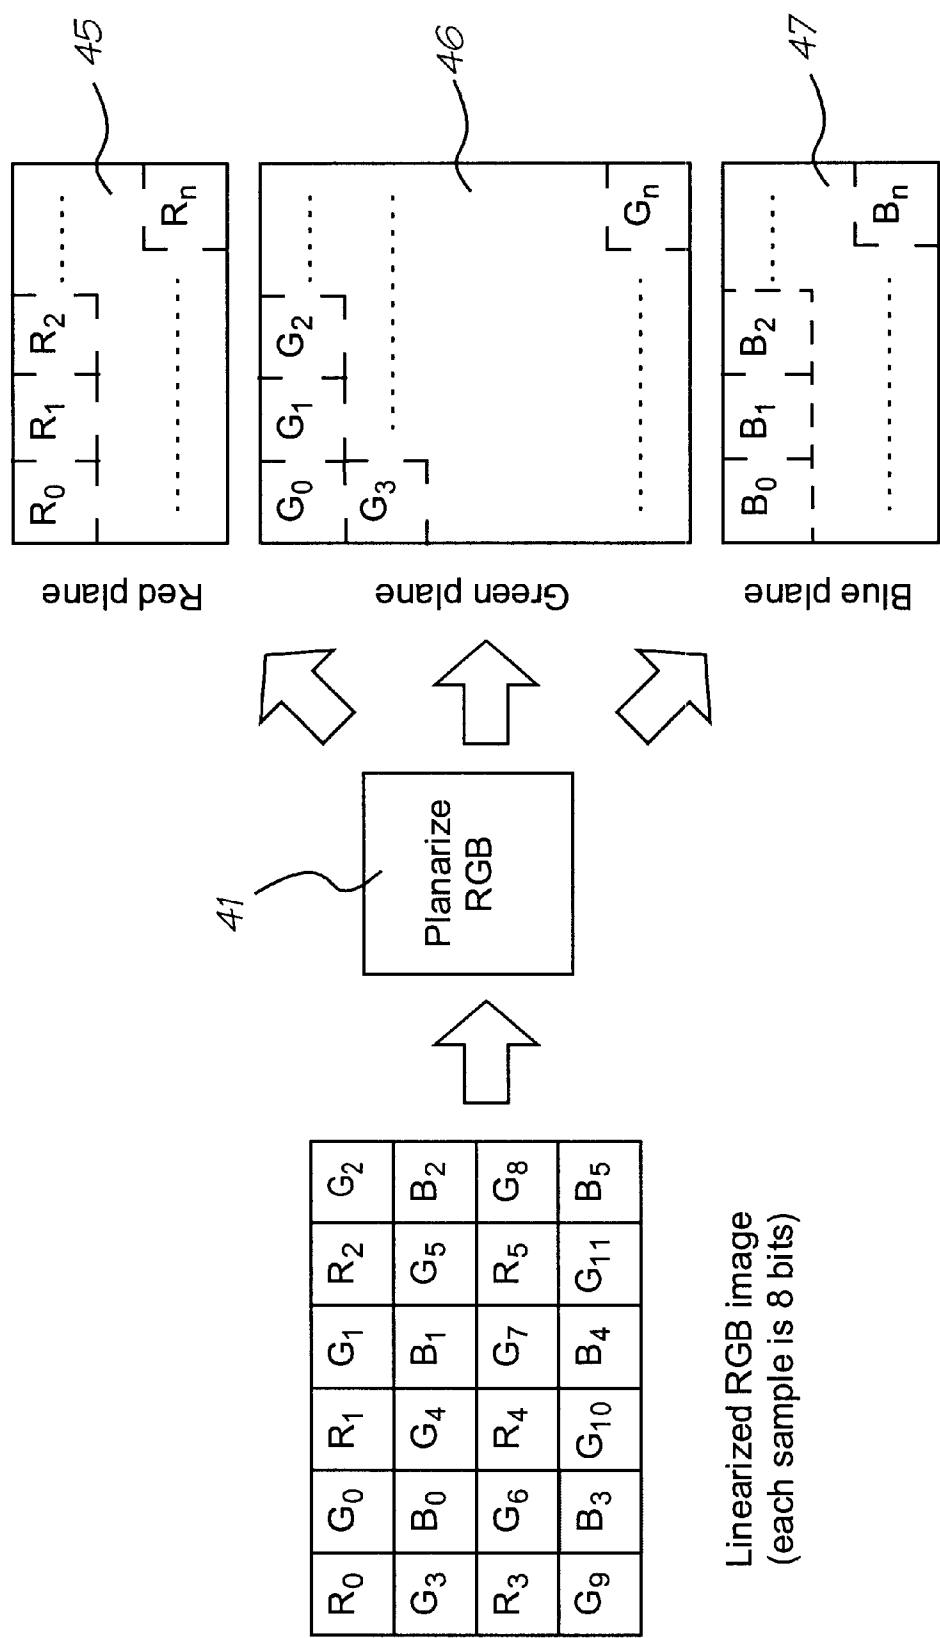 R0 G0 R1 G1 R2 G2
G3 B0 G4 B1 G5 B2
R3 G6 R4 G7 R5 G8
G9 B3 G10 B4 G11 B5
Linearized RGB image
(each sample is 8 bits)
41
Planarize
RGB
Red plane
R0 R1 R2 ......
.................. Rn
45
Green plane
G0 G1 G2 ......
G3 ..................
.................. Gn
46
Blue plane
B0 B1 B2 ......
.................. Bn
47